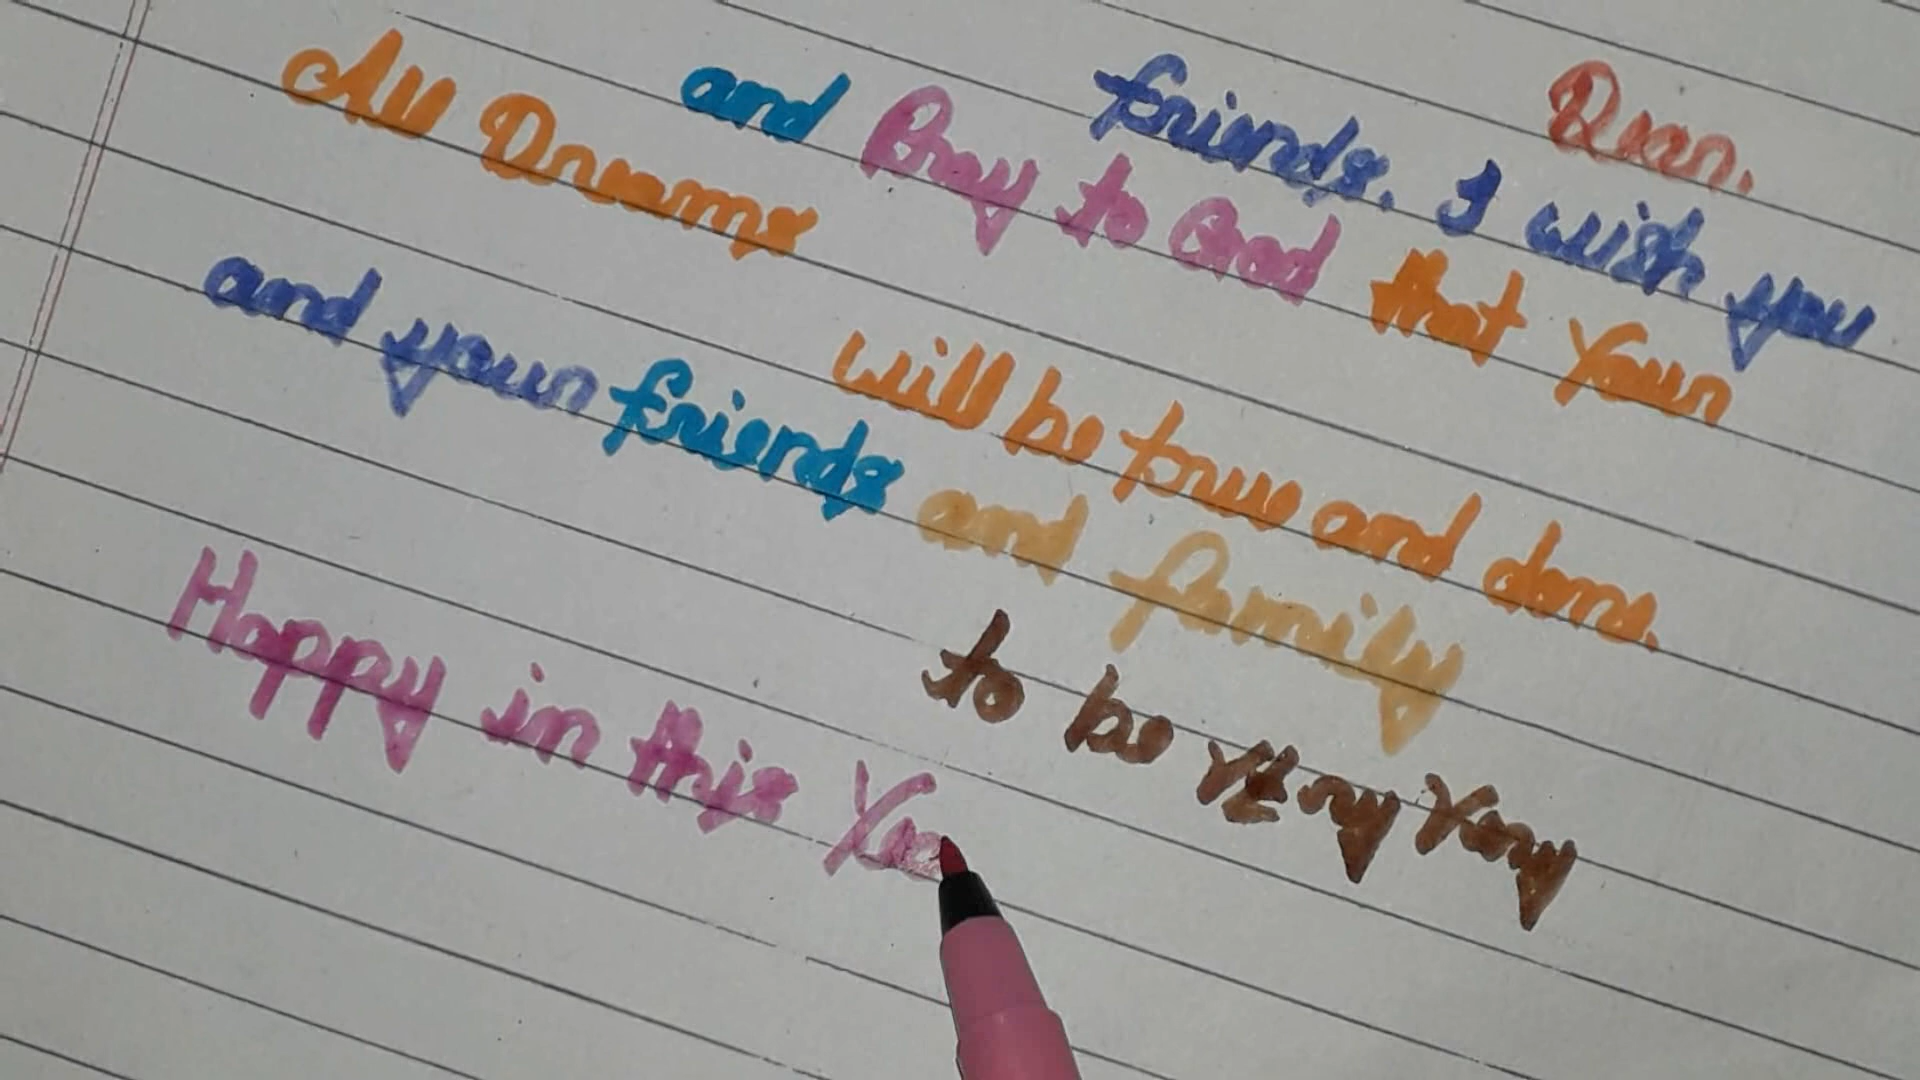 Dear.
friends. I wish you
and Pray to God that Your
All Dreams
will be true and done.
and your friends and family
to be Very Very
Happy in this Yea